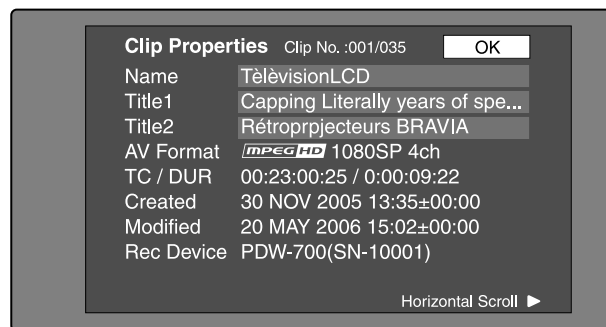 Clip Properties Clip No. :001/035 OK
Name TèlèvisionLCD
Title1 Capping Literally years of spe...
Title2 Rétroprpjecteurs BRAVIA
AV Format MPEG HD 1080SP 4ch
TC / DUR 00:23:00:25 / 0:00:09:22
Created 30 NOV 2005 13:35±00:00
Modified 20 MAY 2006 15:02±00:00
Rec Device PDW-700(SN-10001)
Horizontal Scroll ▶